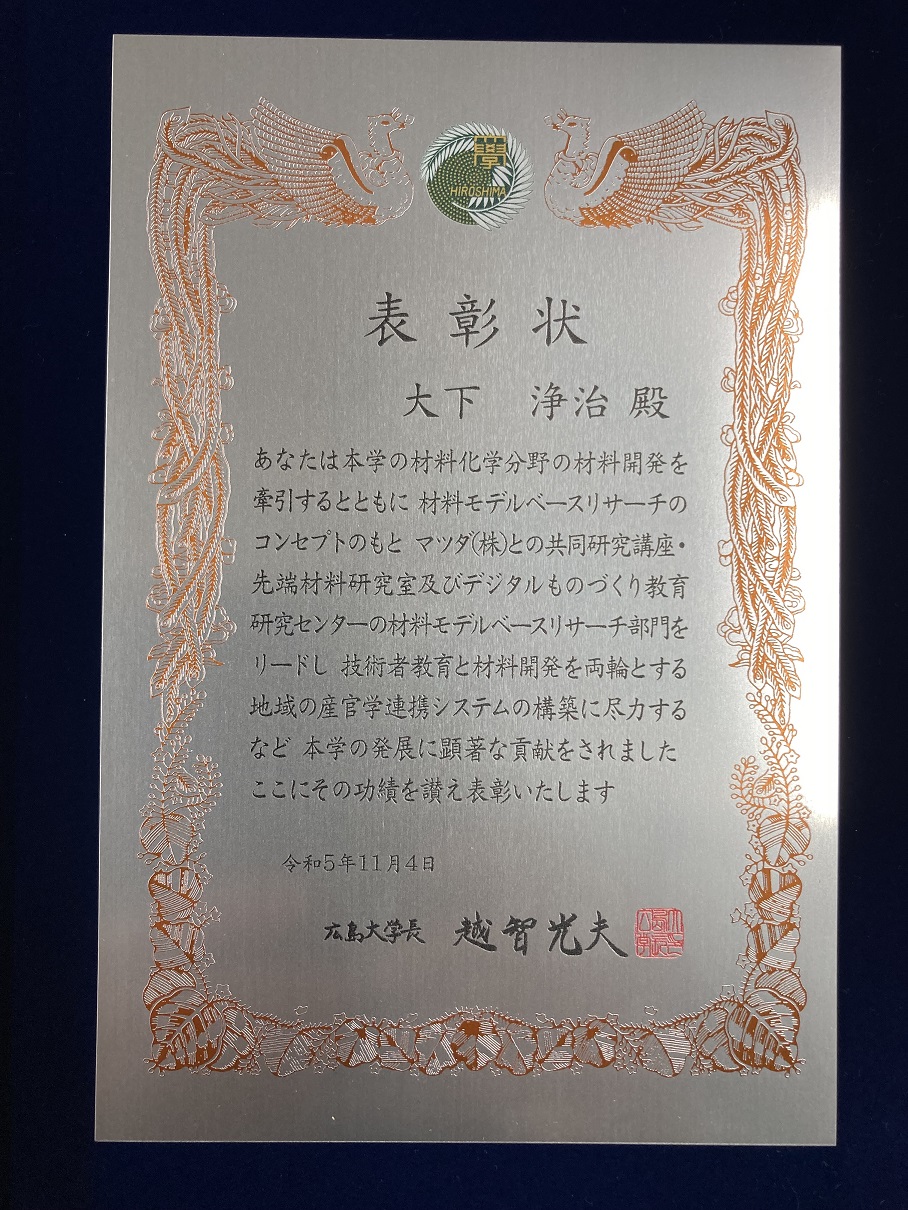 學
HIROSHIMA
表彰状
大下 浄治 殿
あなたは本学の材料化学分野の材料開発を
牽引するとともに 材料モデルベースリサーチの
コンセプトのもと マツダ(株)との共同研究講座・
先端材料研究室及びデジタルものづくり教育
研究センターの材料モデルベースリサーチ部門を
リードし 技術者教育と材料開発を両輪とする
地域の産官学連携システムの構築に尽力する
など 本学の発展に顕著な貢献をされました
ここにその功績を讃え表彰いたします
令和5年11月4日
広島大学長 越智光夫